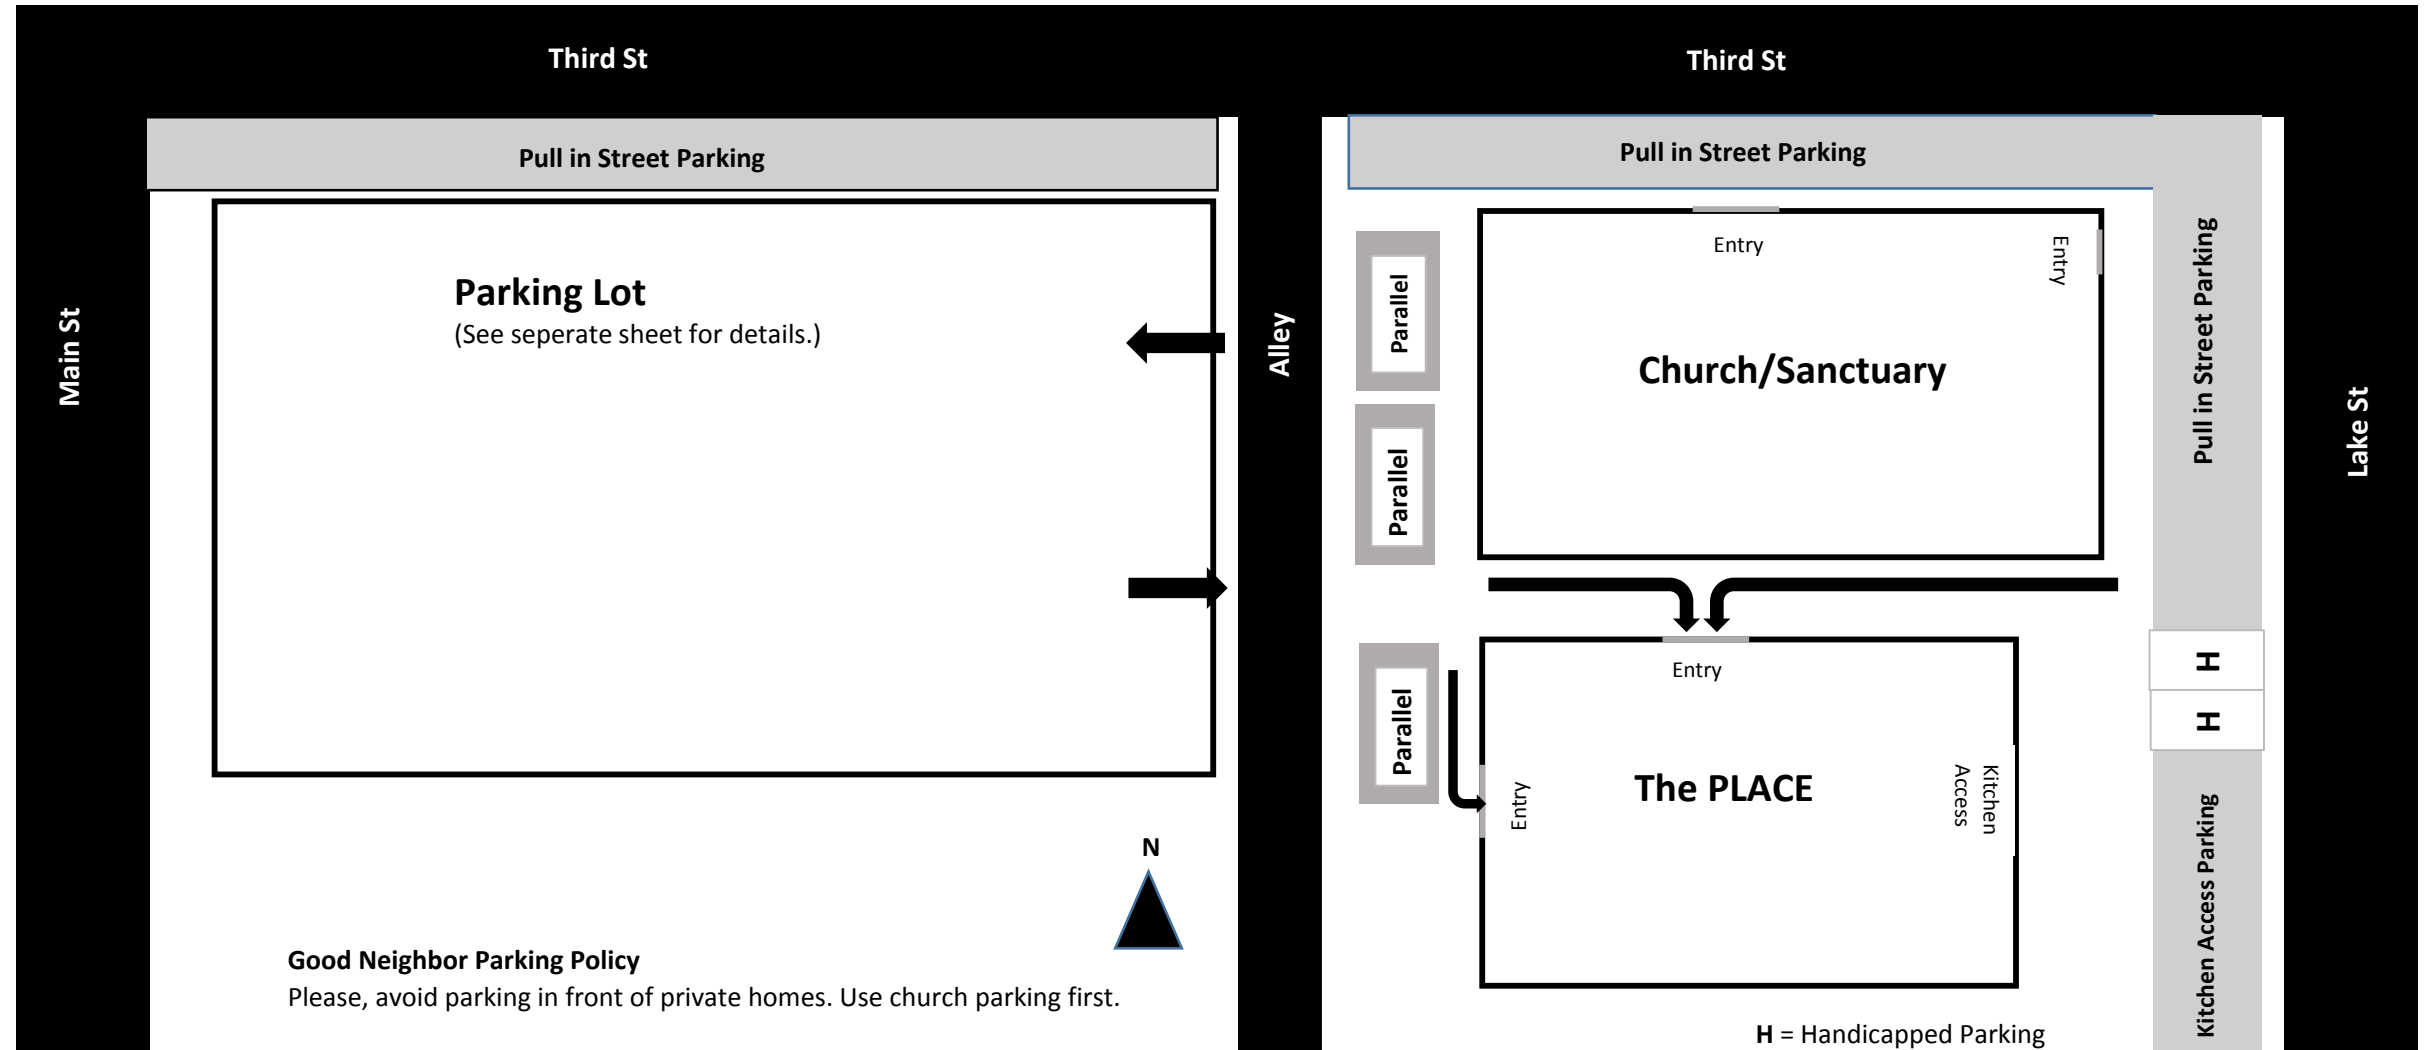 Third St
Third St
Pull in Street Parking
Pull in Street Parking
Main St
Parking Lot
(See seperate sheet for details.)
Alley
Parallel
Parallel
Parallel
Entry
Entry
Church/Sanctuary
Pull in Street Parking
Lake St
H
H
Entry
Entry
The PLACE
Kitchen
Access
Kitchen Access Parking
N
Good Neighbor Parking Policy
Please, avoid parking in front of private homes. Use church parking first.
H = Handicapped Parking